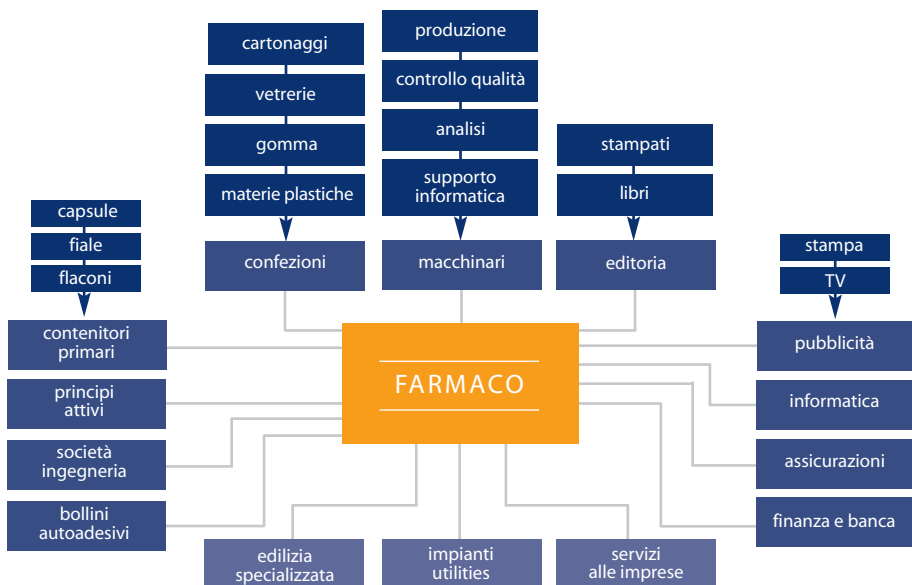 cartonaggi
vetrerie
gomma
materie plastiche
confezioni
produzione
controllo qualità
analisi
supporto
informatica
macchinari
stampati
libri
editoria
capsule
fiale
flaconi
contenitori
primari
principi
attivi
società
ingegneria
bollini
autoadesivi
FARMACO
stampa
TV
pubblicità
informatica
assicurazioni
finanza e banca
edilizia
specializzata
impianti
utilities
servizi
alle imprese